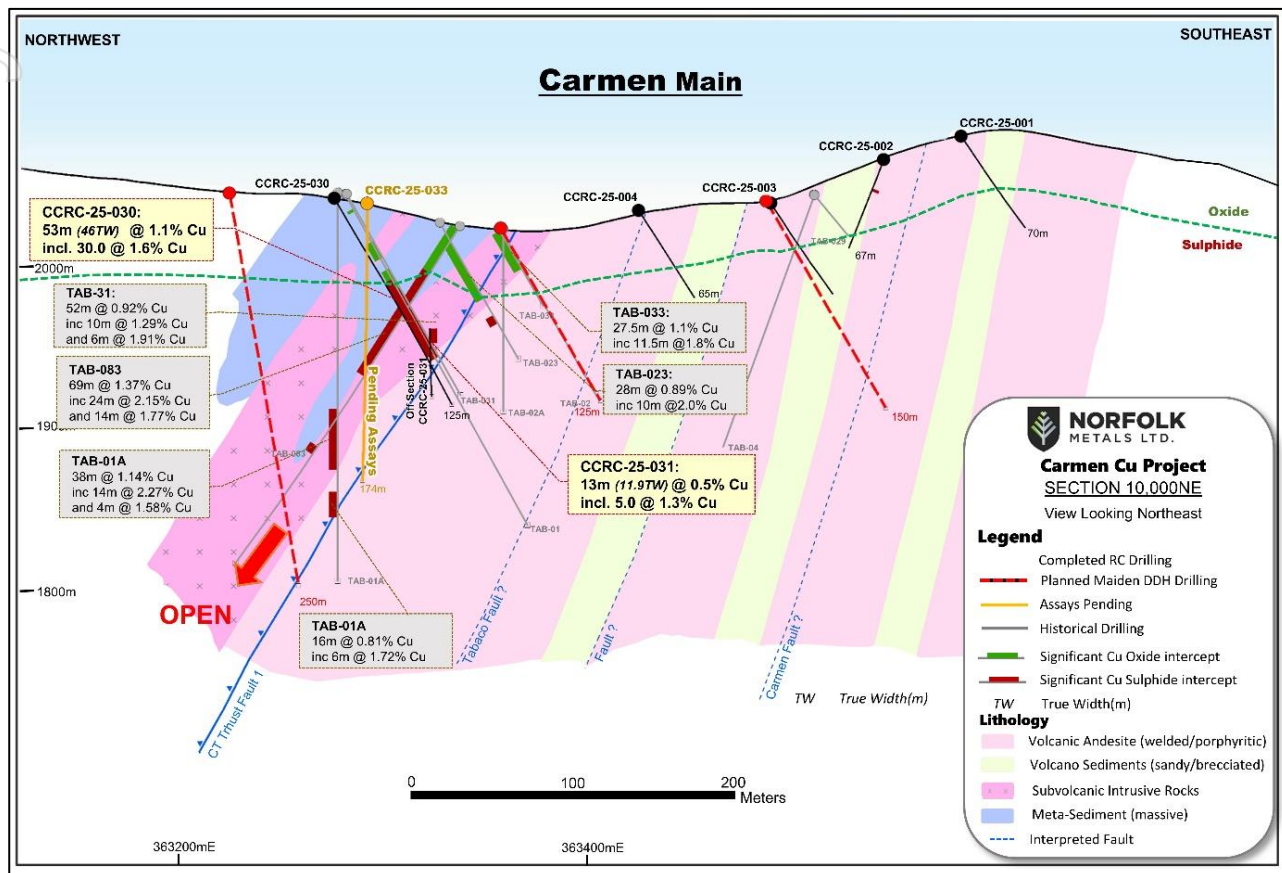 NORTHWEST
SOUTHEAST
Carmen Main
CCRC-25-001
CCRC-25-002
CCRC-25-003
CCRC-25-004
CCRC-25-030
CCRC-25-033
CCRC-25-030:
53m (46TW) @ 1.1% Cu
incl. 30.0 @ 1.6% Cu
Oxide
Sulphide
2000m
1900m
1800m
TAB-31:
52m @ 0.92% Cu
inc 10m @ 1.29% Cu
and 6m @ 1.91% Cu
TAB-083
69m @ 1.37% Cu
inc 24m @ 2.15% Cu
and 14m @ 1.77% Cu
TAB-01A
38m @ 1.14% Cu
inc 14m @ 2.27% Cu
and 4m @ 1.58% Cu
TAB-01A
16m @ 0.81% Cu
inc 6m @ 1.72% Cu
TAB-033:
27.5m @ 1.1% Cu
inc 11.5m @1.8% Cu
TAB-023:
28m @ 0.89% Cu
inc 10m @2.0% Cu
CCRC-25-031:
13m (11.9TW) @ 0.5% Cu
incl. 5.0 @ 1.3% Cu
Pending Assays
Off Section
CCRC-25-031
TAB-083
TAB-031
TAB-023
TAB-02A
TAB-02
TAB-01
TAB-01A
TAB-04
125m
125m
174m
250m
65m
67m
70m
150m
OPEN
CT Trhust Fault 1
Tabaco Fault ?
Fault ?
Carmen Fault ?
TW True Width(m)
0 100 200
Meters
363200mE
363400mE
NORFOLK
METALS LTD.
Carmen Cu Project
SECTION 10,000NE
View Looking Northeast
Legend
Completed RC Drilling
Planned Maiden DDH Drilling
Assays Pending
Historical Drilling
Significant Cu Oxide intercept
Significant Cu Sulphide intercept
TW True Width(m)
Lithology
Volcanic Andesite (welded/porphyritic)
Volcano Sediments (sandy/brecciated)
Subvolcanic Intrusive Rocks
Meta-Sediment (massive)
Interpreted Fault